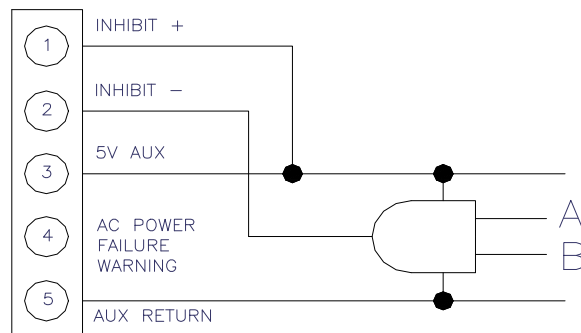 1 INHIBIT +
2 INHIBIT –
3 5V AUX
4 AC POWER
FAILURE
WARNING
5 AUX RETURN
A
B